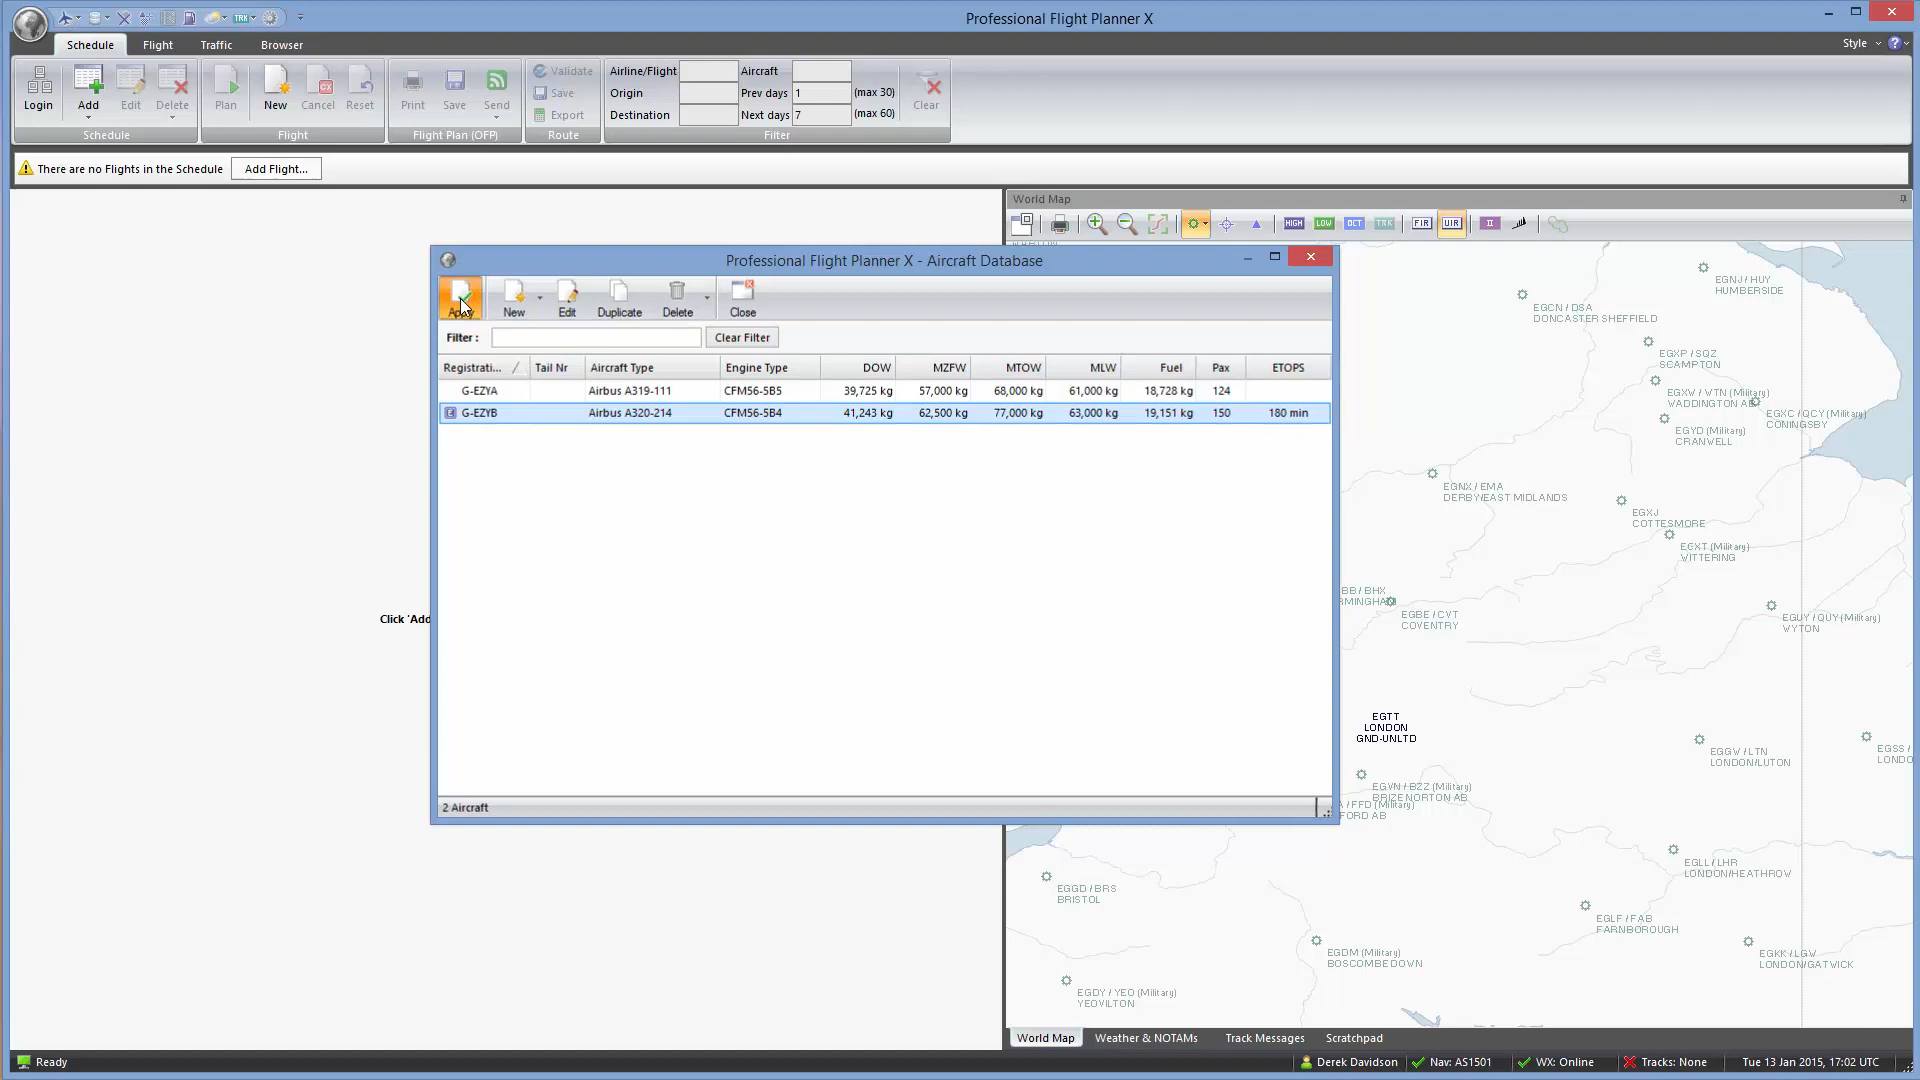 Professional Flight Planner X
Schedule Flight Traffic Browser
Style
Login Add Edit Delete
Schedule
Plan New Cancel Reset
Flight
Print Save Send
Flight Plan (OFP)
Validate
Save
Export
Route
Airline/Flight Aircraft
Origin Prev days 1 (max 30)
Destination Next days 7 (max 60)
Filter
Clear
There are no Flights in the Schedule Add Flight...
World Map
HIGH LOW OCT TRK FIR UIR
Professional Flight Planner X - Aircraft Database
New Edit Duplicate Delete Close
Filter : Clear Filter
Registrati... Tail Nr Aircraft Type Engine Type DOW MZFW MTOW MLW Fuel Pax ETOPS
G-EZYA Airbus A319-111 CFM56-5B5 39,725 kg 57,000 kg 68,000 kg 61,000 kg 18,728 kg 124
E G-EZYB Airbus A320-214 CFM56-5B4 41,243 kg 62,500 kg 77,000 kg 63,000 kg 19,151 kg 150 180 min
2 Aircraft
Click 'Add
EGNJ / HUY
HUMBERSIDE
EGCN / DSA
DONCASTER SHEFFIELD
EGXP / SQZ
SCAMPTON
EGXW / WTN (Military)
WADDINGTON AB
EGXC / QCY (Military)
CONINGSBY
EGYD (Military)
CRANWELL
EGNX / EMA
DERBY/EAST MIDLANDS
EGXJ
COTTESMORE
EGXT (Military)
WITTERING
BB / BHX
RMINGHAM
EGBE / CVT
COVENTRY
EGUY / QUY (Military)
WYTON
EGTT
LONDON
GND-UNLTD
EGGW / LTN
LONDON/LUTON
EGSS /
LONDO
EGVN / BZZ (Military)
BRIZE NORTON AB
A / FFD (Military)
FORD AB
EGLL / LHR
LONDON/HEATHROW
EGGD / BRS
BRISTOL
EGLF / FAB
FARNBOROUGH
EGDM (Military)
BOSCOMBE DOWN
EGKK / LGW
LONDON/GATWICK
EGDY / YEO (Military)
YEOVILTON
World Map Weather & NOTAMs Track Messages Scratchpad
Ready Derek Davidson Nav: AS1501 WX: Online Tracks: None Tue 13 Jan 2015, 17:02 UTC